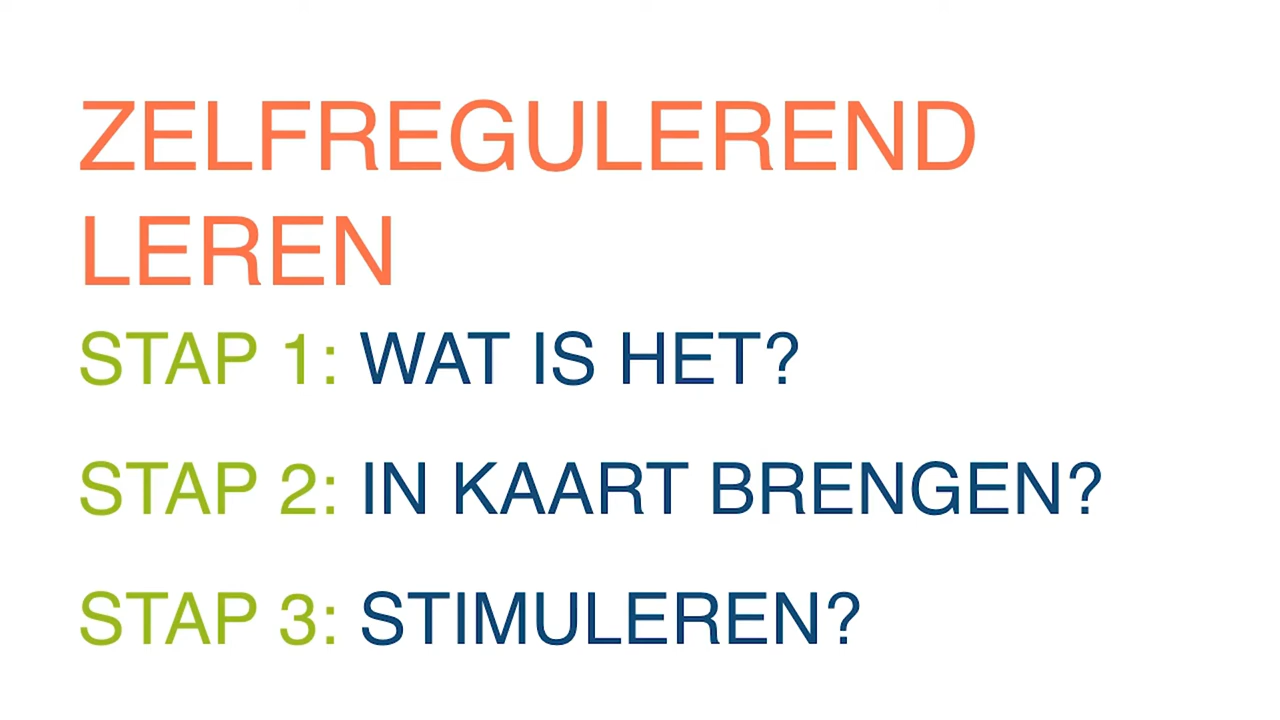 ZELFREGULEREND
LEREN
STAP 1: WAT IS HET?
STAP 2: IN KAART BRENGEN?
STAP 3: STIMULEREN?